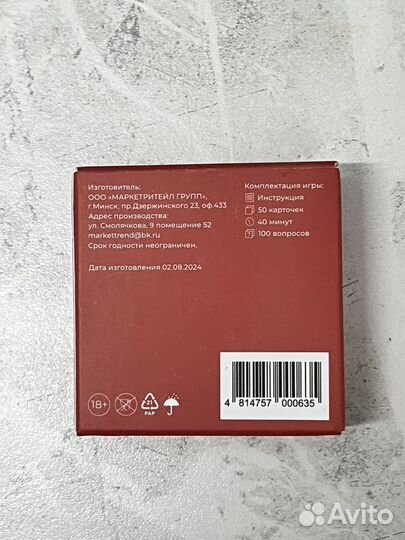 Изготовитель:
ООО «МАРКЕТРИТЕЙЛ ГРУПП»,
г.Минск, пр.Дзержинского 23, оф.433
Адрес производства:
ул. Смолячкова, 9 помещение 52
markettrend@bk.ru
Срок годности неограничен.
Дата изготовления 02.08.2024
Комплектация игры:
Инструкция
50 карточек
40 минут
100 вопросов
18+
21
PAP
4 814757 000635
Avito